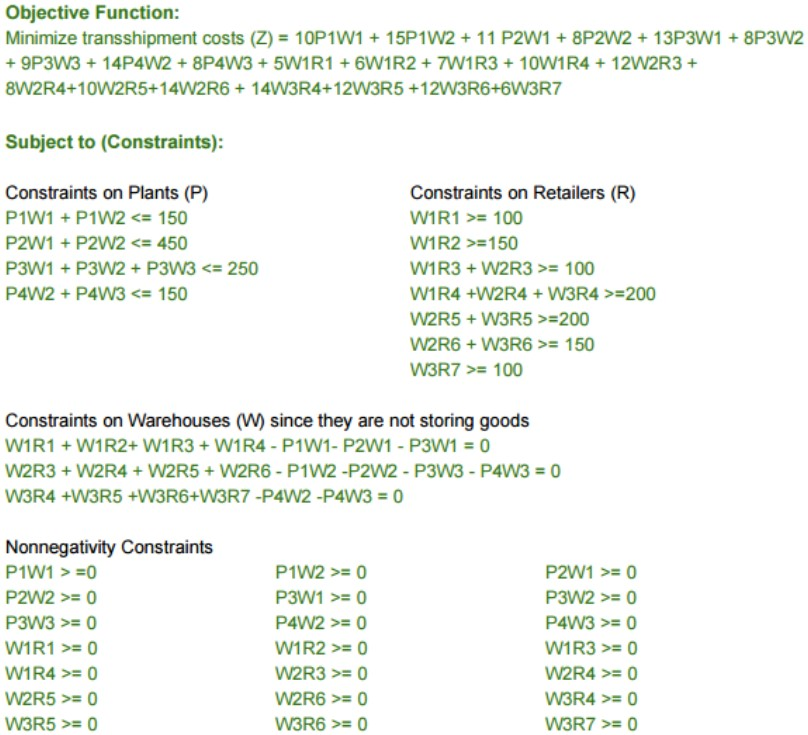 Objective Function:
Minimize transshipment costs (Z) = 10P1W1 + 15P1W2 + 11 P2W1 + 8P2W2 + 13P3W1 + 8P3W2
+ 9P3W3 + 14P4W2 + 8P4W3 + 5W1R1 + 6W1R2 + 7W1R3 + 10W1R4 + 12W2R3 +
8W2R4+10W2R5+14W2R6 + 14W3R4+12W3R5 +12W3R6+6W3R7
Subject to (Constraints):
Constraints on Plants (P)
P1W1 + P1W2 <= 150
P2W1 + P2W2 <= 450
P3W1 + P3W2 + P3W3 <= 250
P4W2 + P4W3 <= 150
Constraints on Retailers (R)
W1R1 >= 100
W1R2 >=150
W1R3 + W2R3 >= 100
W1R4 +W2R4 + W3R4 >=200
W2R5 + W3R5 >=200
W2R6 + W3R6 >= 150
W3R7 >= 100
Constraints on Warehouses (W) since they are not storing goods
W1R1 + W1R2+ W1R3 + W1R4 - P1W1- P2W1 - P3W1 = 0
W2R3 + W2R4 + W2R5 + W2R6 - P1W2 -P2W2 - P3W3 - P4W3 = 0
W3R4 +W3R5 +W3R6+W3R7 -P4W2 -P4W3 = 0
Nonnegativity Constraints
P1W1 > =0 P1W2 >= 0 P2W1 >= 0
P2W2 >= 0 P3W1 >= 0 P3W2 >= 0
P3W3 >= 0 P4W2 >= 0 P4W3 >= 0
W1R1 >= 0 W1R2 >= 0 W1R3 >= 0
W1R4 >= 0 W2R3 >= 0 W2R4 >= 0
W2R5 >= 0 W2R6 >= 0 W3R4 >= 0
W3R5 >= 0 W3R6 >= 0 W3R7 >= 0